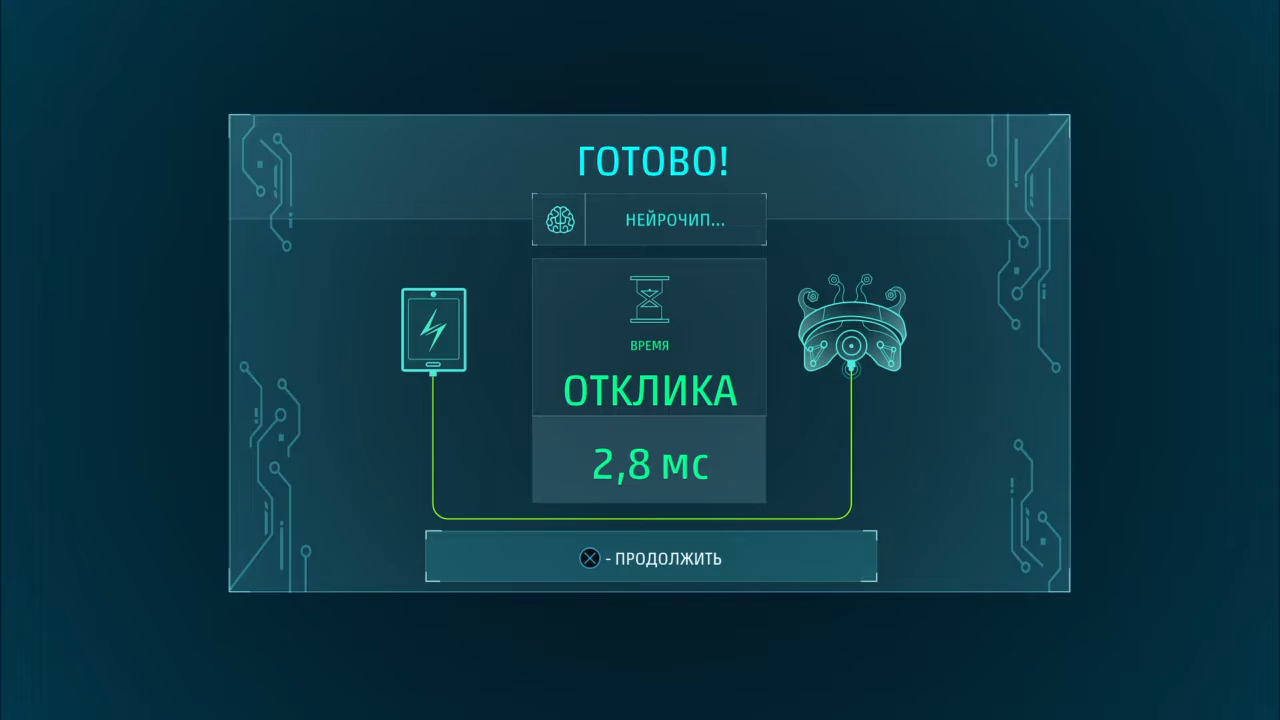 ГОТОВО!
НЕЙРОЧИП...
ВРЕМЯ
ОТКЛИКА
2,8 мс
- ПРОДОЛЖИТЬ